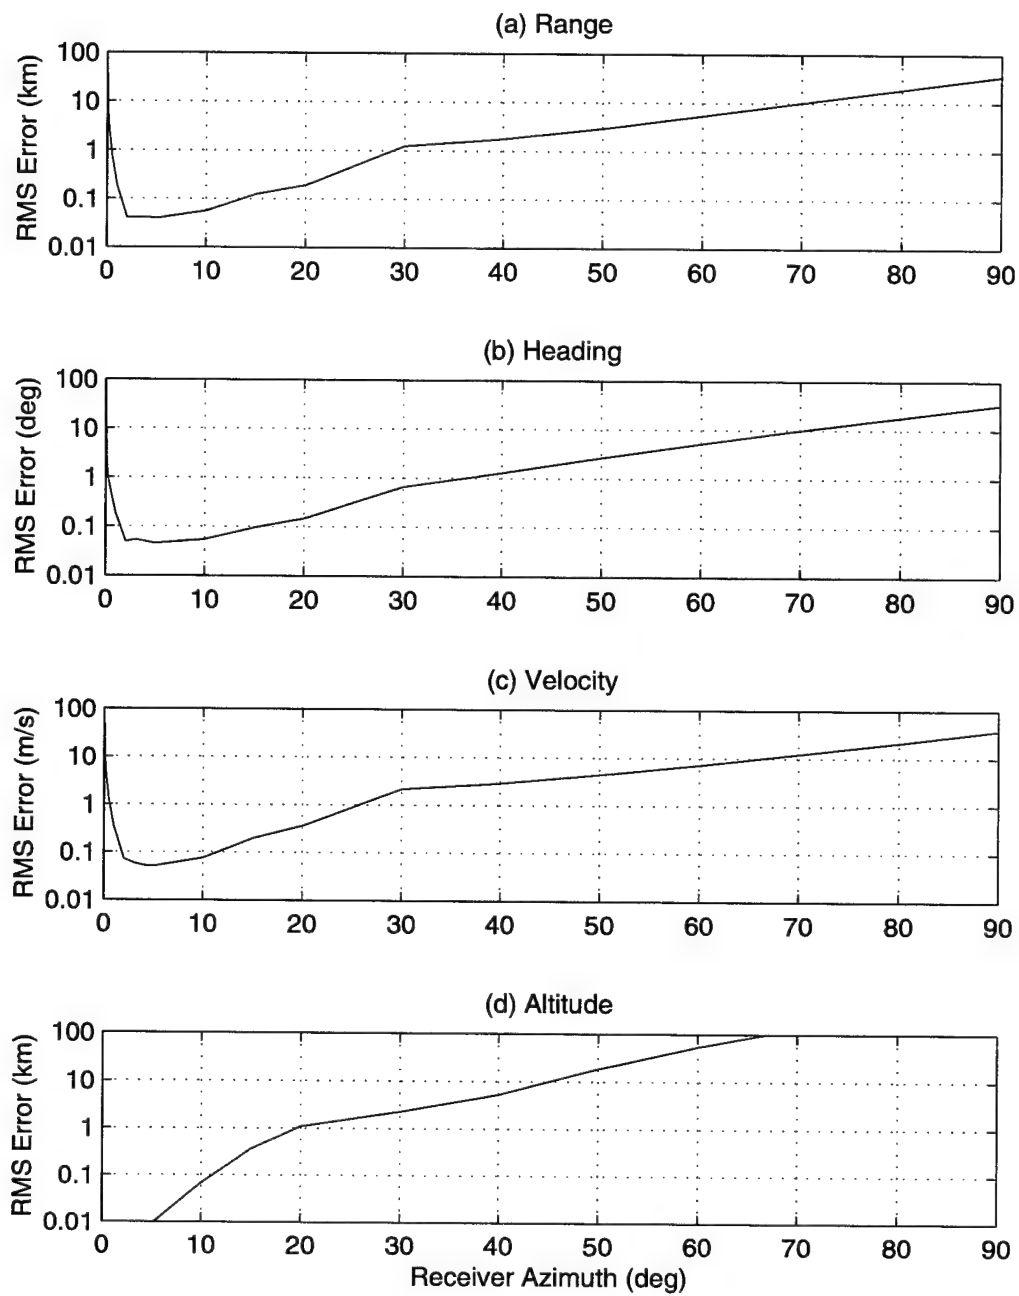 (a) Range
RMS Error (km)
100
10
1
0.1
0.01
0 10 20 30 40 50 60 70 80 90
(b) Heading
RMS Error (deg)
100
10
1
0.1
0.01
0 10 20 30 40 50 60 70 80 90
(c) Velocity
RMS Error (m/s)
100
10
1
0.1
0.01
0 10 20 30 40 50 60 70 80 90
(d) Altitude
RMS Error (km)
100
10
1
0.1
0.01
0 10 20 30 40 50 60 70 80 90
Receiver Azimuth (deg)